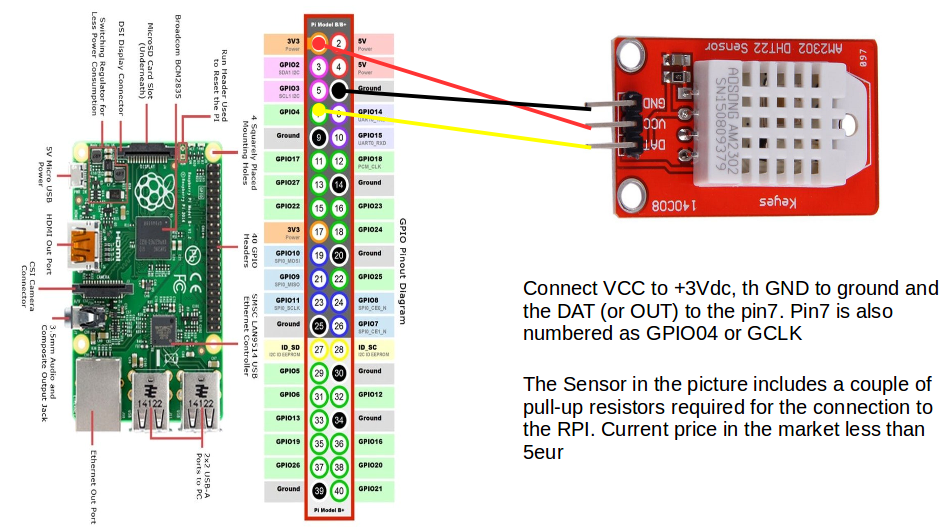 Switching Regulator for
Less Power Consumption
DSI Display Connector
MicroSD Card Slot
(Underneath)
Broadcom BCM2835
Run Header Used
to Reset the PI
4 Squarely Placed
Mounting Holes
5V Micro USB
Power
HDMI Out Port
CSI Camera
Connector
3.5mm Audio and
Composite Output Jack
Ethernet Out Port
2x2 USB-A
Ports to PC
SMSC LAN9514 USB
Ethernet Controller
40 GPIO
Headers
HDMI
CAMERA
14122
14122
Pi Model B/B+
3V3
Power
2
5V
Power
GPIO2
SDA1 I2C
3
4
5V
Power
GPIO3
SCL1 I2C
5
GPIO4
GPIO14
Ground
9
10
GPIO15
UART0_RXD
GPIO17
11
12
GPIO18
PCM_CLK
GPIO27
13
14
Ground
GPIO22
15
16
GPIO23
3V3
Power
17
18
GPIO24
GPIO10
SPI0_MOSI
19
20
Ground
GPIO9
SPI0_MISO
21
22
GPIO25
GPIO11
SPI0_SCLK
23
24
GPIO8
SPI0_CE0_N
Ground
25
26
GPIO7
SPI0_CE1_N
ID_SD
I2C ID EEPROM
27
28
ID_SC
I2C ID EEPROM
GPIO5
29
30
Ground
GPIO6
31
32
GPIO12
GPIO13
33
34
Ground
GPIO19
35
36
GPIO16
GPIO26
37
38
GPIO20
Ground
39
40
GPIO21
Pi Model B+
GPIO Pinout Diagram
AM2302 DHT22 Sensor
097
GND
VCC
DAT
AOSONG AM2302
SN150809379
140C08
Keyes
Connect VCC to +3Vdc, th GND to ground and
the DAT (or OUT) to the pin7. Pin7 is also
numbered as GPIO04 or GCLK
The Sensor in the picture includes a couple of
pull-up resistors required for the connection to
the RPI. Current price in the market less than
5eur